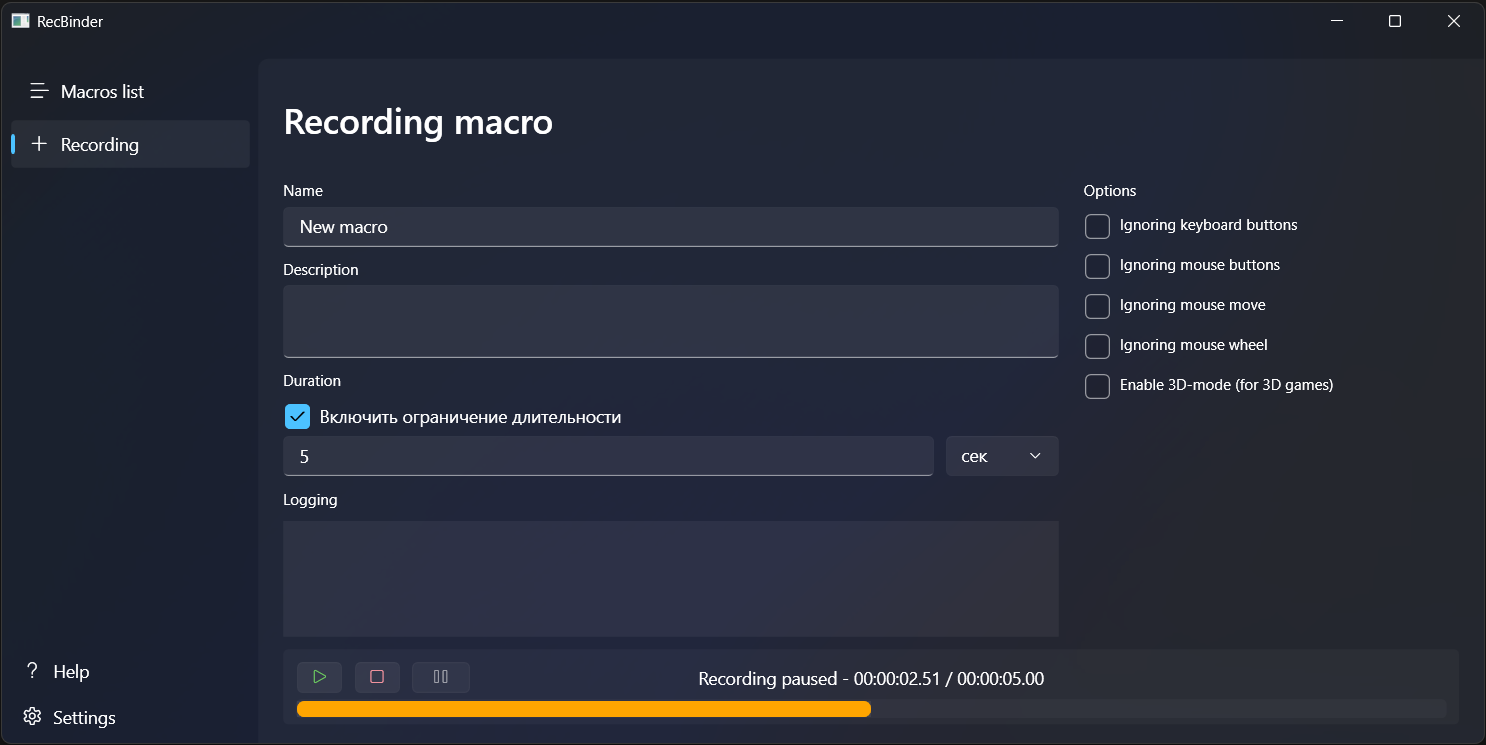 RecBinder
Macros list
Recording
Recording macro
Name
New macro
Description
Duration
Включить ограничение длительности
5
сек
Logging
Options
Ignoring keyboard buttons
Ignoring mouse buttons
Ignoring mouse move
Ignoring mouse wheel
Enable 3D-mode (for 3D games)
Help
Settings
Recording paused - 00:00:02.51 / 00:00:05.00